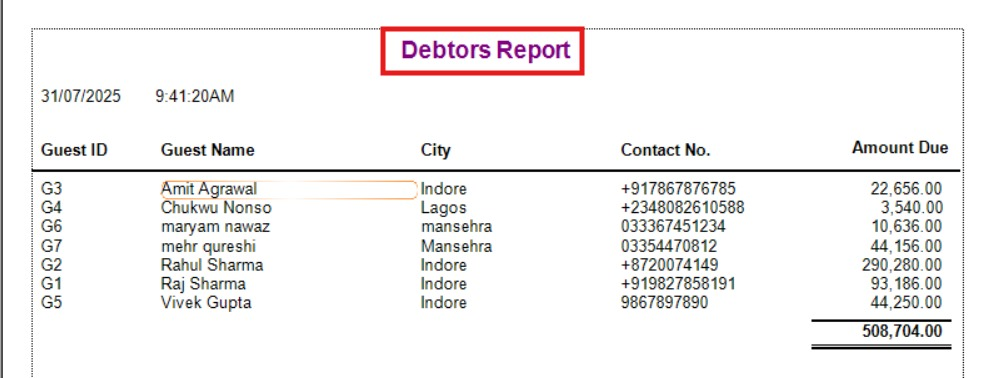 Debtors Report
31/07/2025 9:41:20AM
Guest ID Guest Name City Contact No. Amount Due
G3 Amit Agrawal Indore +917867876785 22,656.00
G4 Chukwu Nonso Lagos +2348082610588 3,540.00
G6 maryam nawaz mansehra 033367451234 10,636.00
G7 mehr qureshi Mansehra 03354470812 44,156.00
G2 Rahul Sharma Indore +8720074149 290,280.00
G1 Raj Sharma Indore +919827858191 93,186.00
G5 Vivek Gupta Indore 9867897890 44,250.00
508,704.00